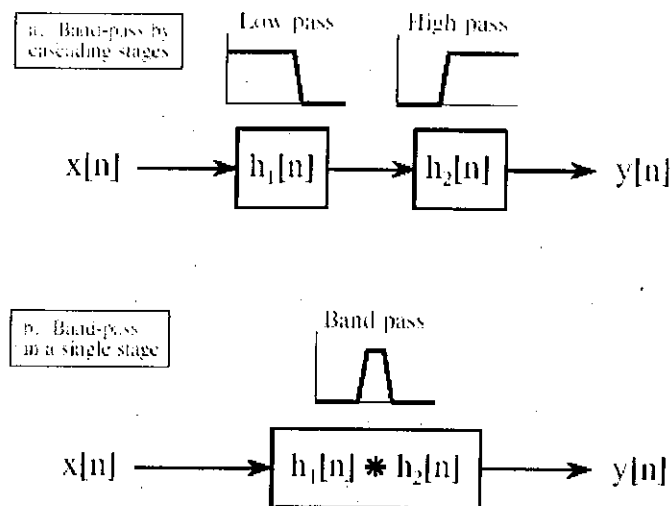 a. Band-pass by
cascading stages
Low pass
High pass
x[n]
h₁[n]
h₂[n]
y[n]
b. Band-pass
in a single stage
Band pass
x[n]
h₁[n] * h₂[n]
y[n]